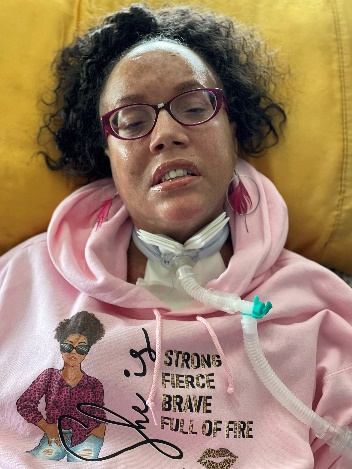 She is
STRONG
FIERCE
BRAVE
FULL OF FIRE